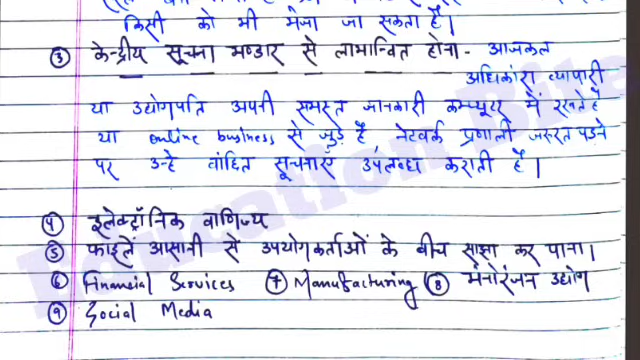 किसी को भी भेजा जा सकता है।
③ केन्द्रीय सूचना भण्डार से लाभान्वित होना - आजकल
अधिकांश व्यापारी
या उद्योगपति अपनी समस्त जानकारी कम्प्यूटर में रखते हैं
या online business से जुड़े हैं, नेटवर्क प्रणाली जरुरत पडने
पर उन्हे वांछित सूचनाएँ उपलब्ध कराती है।
④ इलेक्ट्रॉनिक वाणिज्य
⑤ फाइलें आसानी से उपयोगकर्ताओं के बीच साझा कर पाना।
⑥ Financial Services ⑦ Manufacturing ⑧ मनोरंजन उद्योग
⑨ Social Media